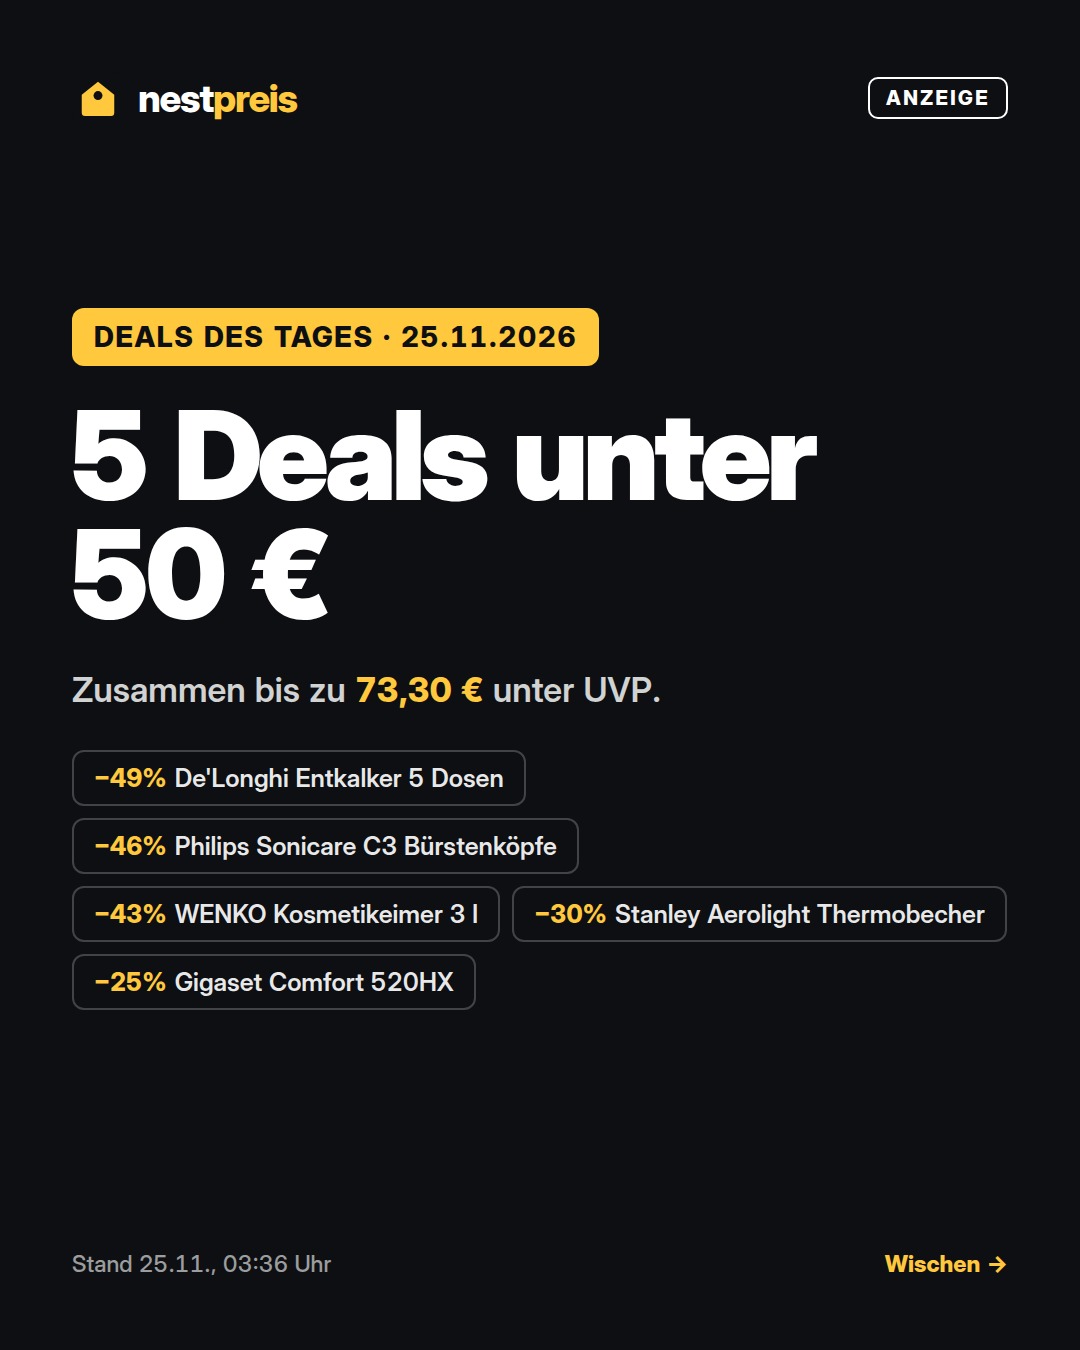 nestpreis
ANZEIGE
DEALS DES TAGES · 25.11.2026
5 Deals unter
50 €
Zusammen bis zu 73,30 € unter UVP.
−49% De'Longhi Entkalker 5 Dosen
−46% Philips Sonicare C3 Bürstenköpfe
−43% WENKO Kosmetikeimer 3 l
−30% Stanley Aerolight Thermobecher
−25% Gigaset Comfort 520HX
Stand 25.11., 03:36 Uhr
Wischen →